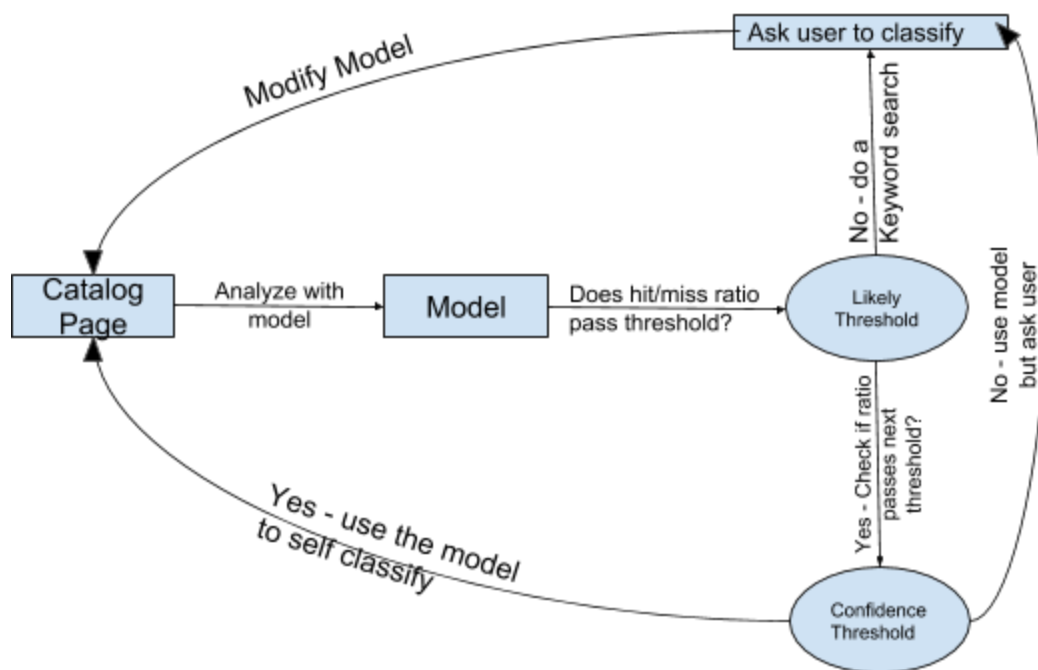 Ask user to classify
Modify Model
No - do a
Keyword search
Catalog
Page
Analyze with
model
Model
Does hit/miss ratio
pass threshold?
Likely
Threshold
No - use model
but ask user
Yes - Check if ratio
passes next
threshold?
Yes - use the model
to self classify
Confidence
Threshold